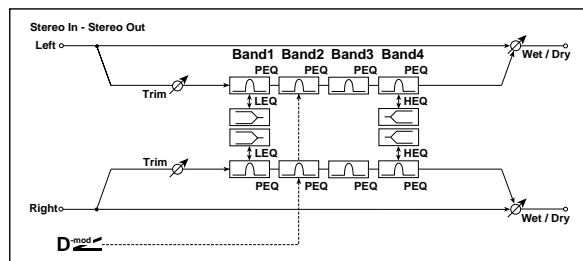 Stereo In - Stereo Out
Left
Band1 Band2 Band3 Band4
Wet / Dry
PEQ PEQ PEQ PEQ
Trim
LEQ HEQ
LEQ HEQ
Trim
PEQ PEQ PEQ PEQ
Right
Wet / Dry
D-mod